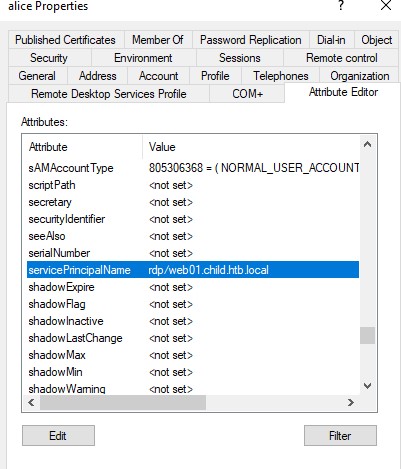 alice Properties ? ×
Published Certificates Member Of Password Replication Dial-in Object
Security Environment Sessions Remote control
General Address Account Profile Telephones Organization
Remote Desktop Services Profile COM+ Attribute Editor
Attributes:
Attribute Value
sAMAccountType 805306368 = ( NORMAL_USER_ACCOUNT
scriptPath <not set>
secretary <not set>
securityIdentifier <not set>
seeAlso <not set>
serialNumber <not set>
servicePrincipalName rdp/web01.child.htb.local
shadowExpire <not set>
shadowFlag <not set>
shadowInactive <not set>
shadowLastChange <not set>
shadowMax <not set>
shadowMin <not set>
shadowWarning <not set>
Edit Filter